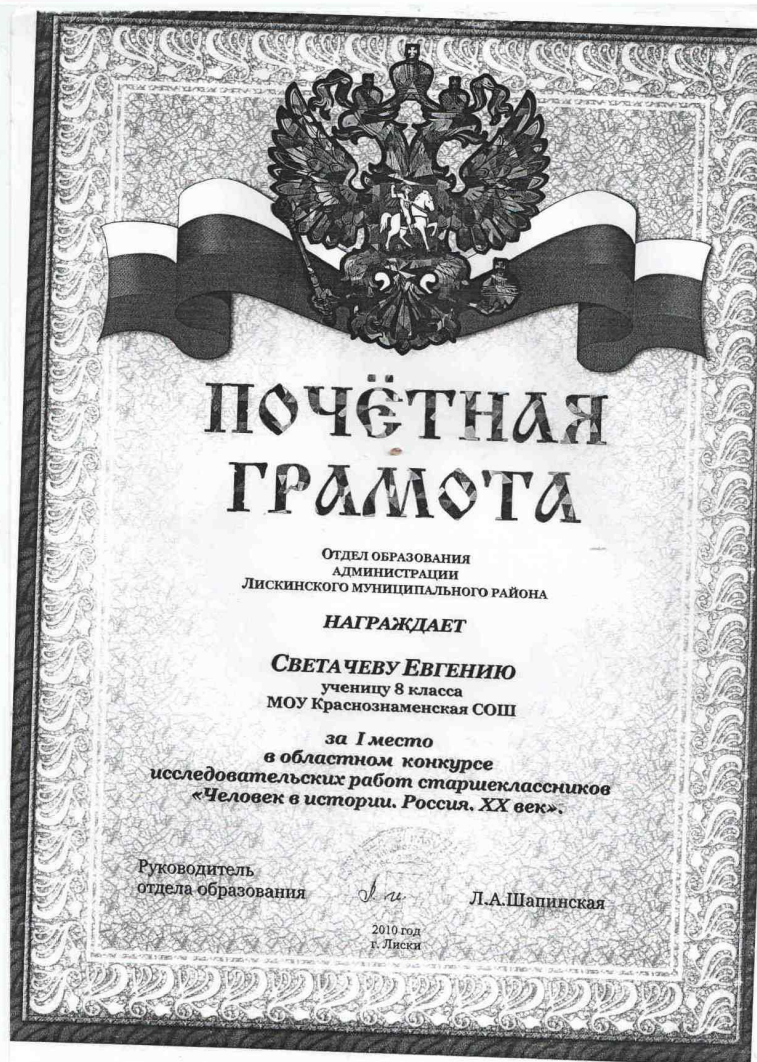 ПОЧЁТНАЯ
ГРАМОТА
ОТДЕЛ ОБРАЗОВАНИЯ
АДМИНИСТРАЦИИ
ЛИСКИНСКОГО МУНИЦИПАЛЬНОГО РАЙОНА
НАГРАЖДАЕТ
СВЕТАЧЕВУ ЕВГЕНИЮ
ученицу 8 класса
МОУ Краснознаменская СОШ
за I место
в областном конкурсе
исследовательских работ старшеклассников
«Человек в истории. Россия. XX век».
Руководитель
отдела образования Л.А.Шапинская
2010 год
г. Лиски